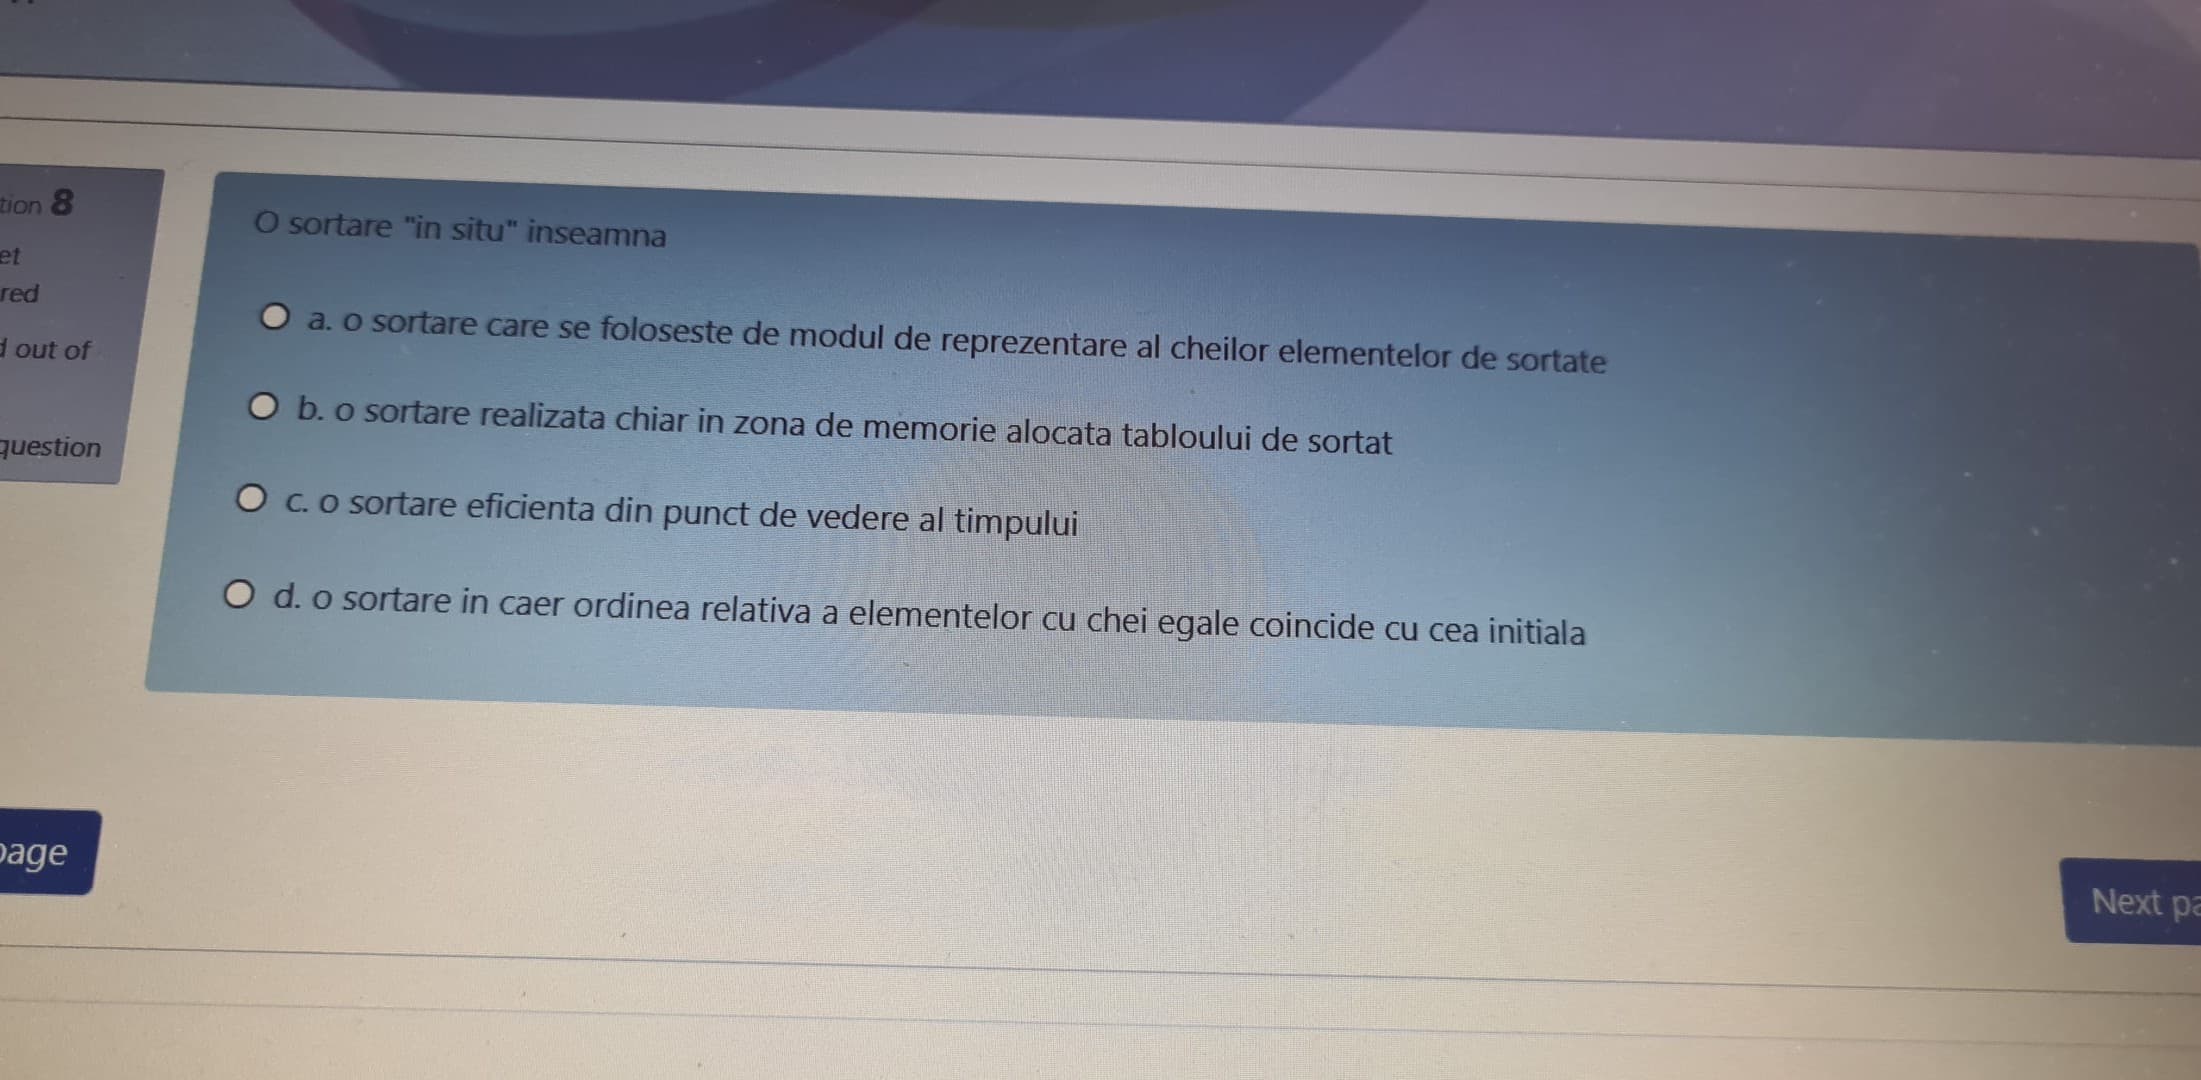 tion 8
et
red
d out of
question
O sortare "in situ" inseamna
a. o sortare care se foloseste de modul de reprezentare al cheilor elementelor de sortate
b. o sortare realizata chiar in zona de memorie alocata tabloului de sortat
c. o sortare eficienta din punct de vedere al timpului
d. o sortare in caer ordinea relativa a elementelor cu chei egale coincide cu cea initiala
page
Next pa